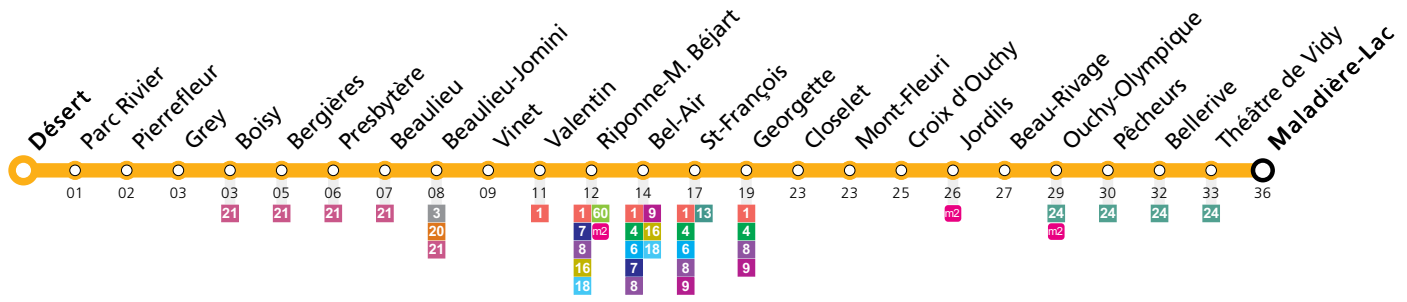 Désert
Parc Rivier
Pierrefleur
Grey
Boisy
Bergières
Presbytère
Beaulieu
Beaulieu-Jomini
Vinet
Valentin
Riponne-M. Béjart
Bel-Air
St-François
Georgette
Closelet
Mont-Fleuri
Croix d'Ouchy
Jordils
Beau-Rivage
Ouchy-Olympique
Pêcheurs
Bellerive
Théâtre de Vidy
Maladière-Lac
01 02 03 03 05 06 07 08 09 11 12 14 17 19 23 23 25 26 27 29 30 32 33 36
21 21 21 21 3 1 1 60 1 9 1 13 1 m2 24 24 24 24
20 7 m2 4 16 4 4 m2
21 8 6 18 6 8
16 7 8 9
18 8 9